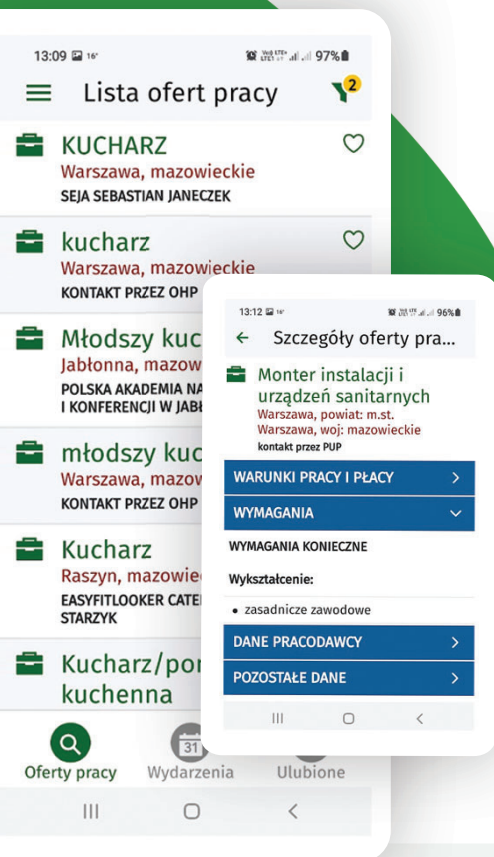 13:09 16°
97%
Lista ofert pracy
2
KUCHARZ
Warszawa, mazowieckie
SEJA SEBASTIAN JANECZEK
kucharz
Warszawa, mazowieckie
KONTAKT PRZEZ OHP
Młodszy kuc
Jabłonna, mazow
POLSKA AKADEMIA NA
I KONFERENCJI W JABŁ
młodszy kuc
Warszawa, mazow
KONTAKT PRZEZ OHP
Kucharz
Raszyn, mazowie
EASYFITLOOKER CATE
STARZYK
Kucharz/por
kuchenna
Oferty pracy
31
Wydarzenia
Ulubione
13:12 16°
96%
Szczegóły oferty pra...
Monter instalacji i
urządzeń sanitarnych
Warszawa, powiat: m.st.
Warszawa, woj: mazowieckie
kontakt przez PUP
WARUNKI PRACY I PŁACY
WYMAGANIA
WYMAGANIA KONIECZNE
Wykształcenie:
• zasadnicze zawodowe
DANE PRACODAWCY
POZOSTAŁE DANE